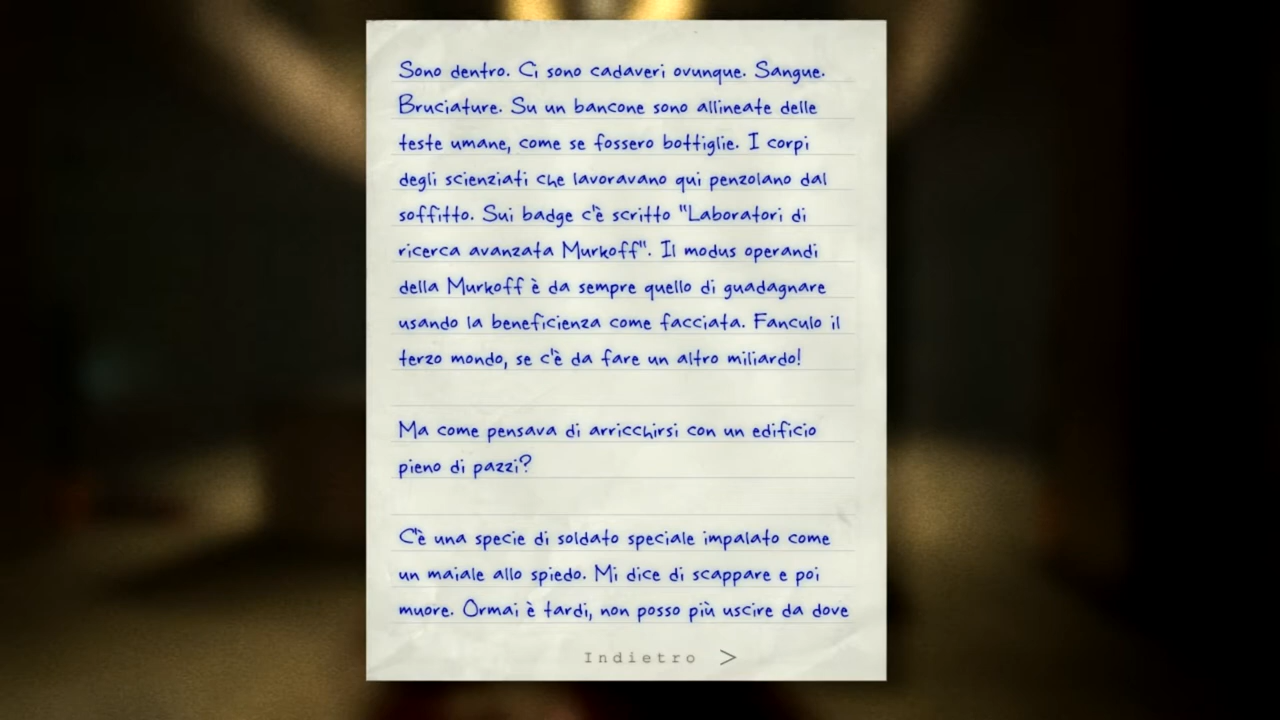 Sono dentro. Ci sono cadaveri ovunque. Sangue.
Bruciature. Su un bancone sono allineate delle
teste umane, come se fossero bottiglie. I corpi
degli scienziati che lavoravano qui penzolano dal
soffitto. Sui badge c'è scritto "Laboratori di
ricerca avanzata Murkoff". Il modus operandi
della Murkoff è da sempre quello di guadagnare
usando la beneficienza come facciata. Fanculo il
terzo mondo, se c'è da fare un altro miliardo!
Ma come pensava di arricchirsi con un edificio
pieno di pazzi?
C'è una specie di soldato speciale impalato come
un maiale allo spiedo. Mi dice di scappare e poi
muore. Ormai è tardi, non posso più uscire da dove
Indietro >